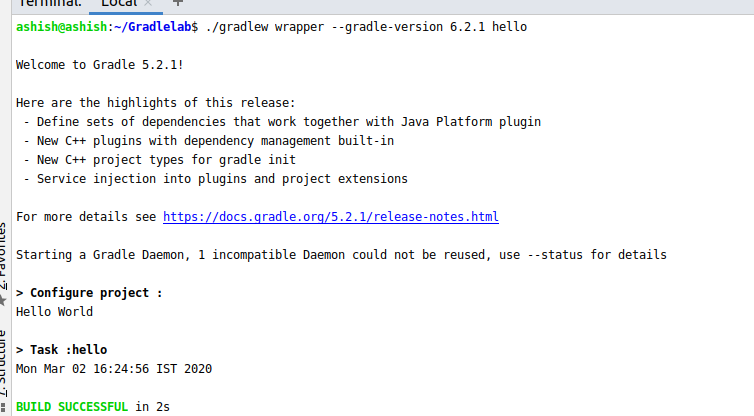 Terminal: Local × +
ashish@ashish:~/Gradlelab$ ./gradlew wrapper --gradle-version 6.2.1 hello
Welcome to Gradle 5.2.1!
Here are the highlights of this release:
- Define sets of dependencies that work together with Java Platform plugin
- New C++ plugins with dependency management built-in
- New C++ project types for gradle init
- Service injection into plugins and project extensions
For more details see https://docs.gradle.org/5.2.1/release-notes.html
Starting a Gradle Daemon, 1 incompatible Daemon could not be reused, use --status for details
> Configure project :
Hello World
> Task :hello
Mon Mar 02 16:24:56 IST 2020
BUILD SUCCESSFUL in 2s
2: Favorites
7: Structure